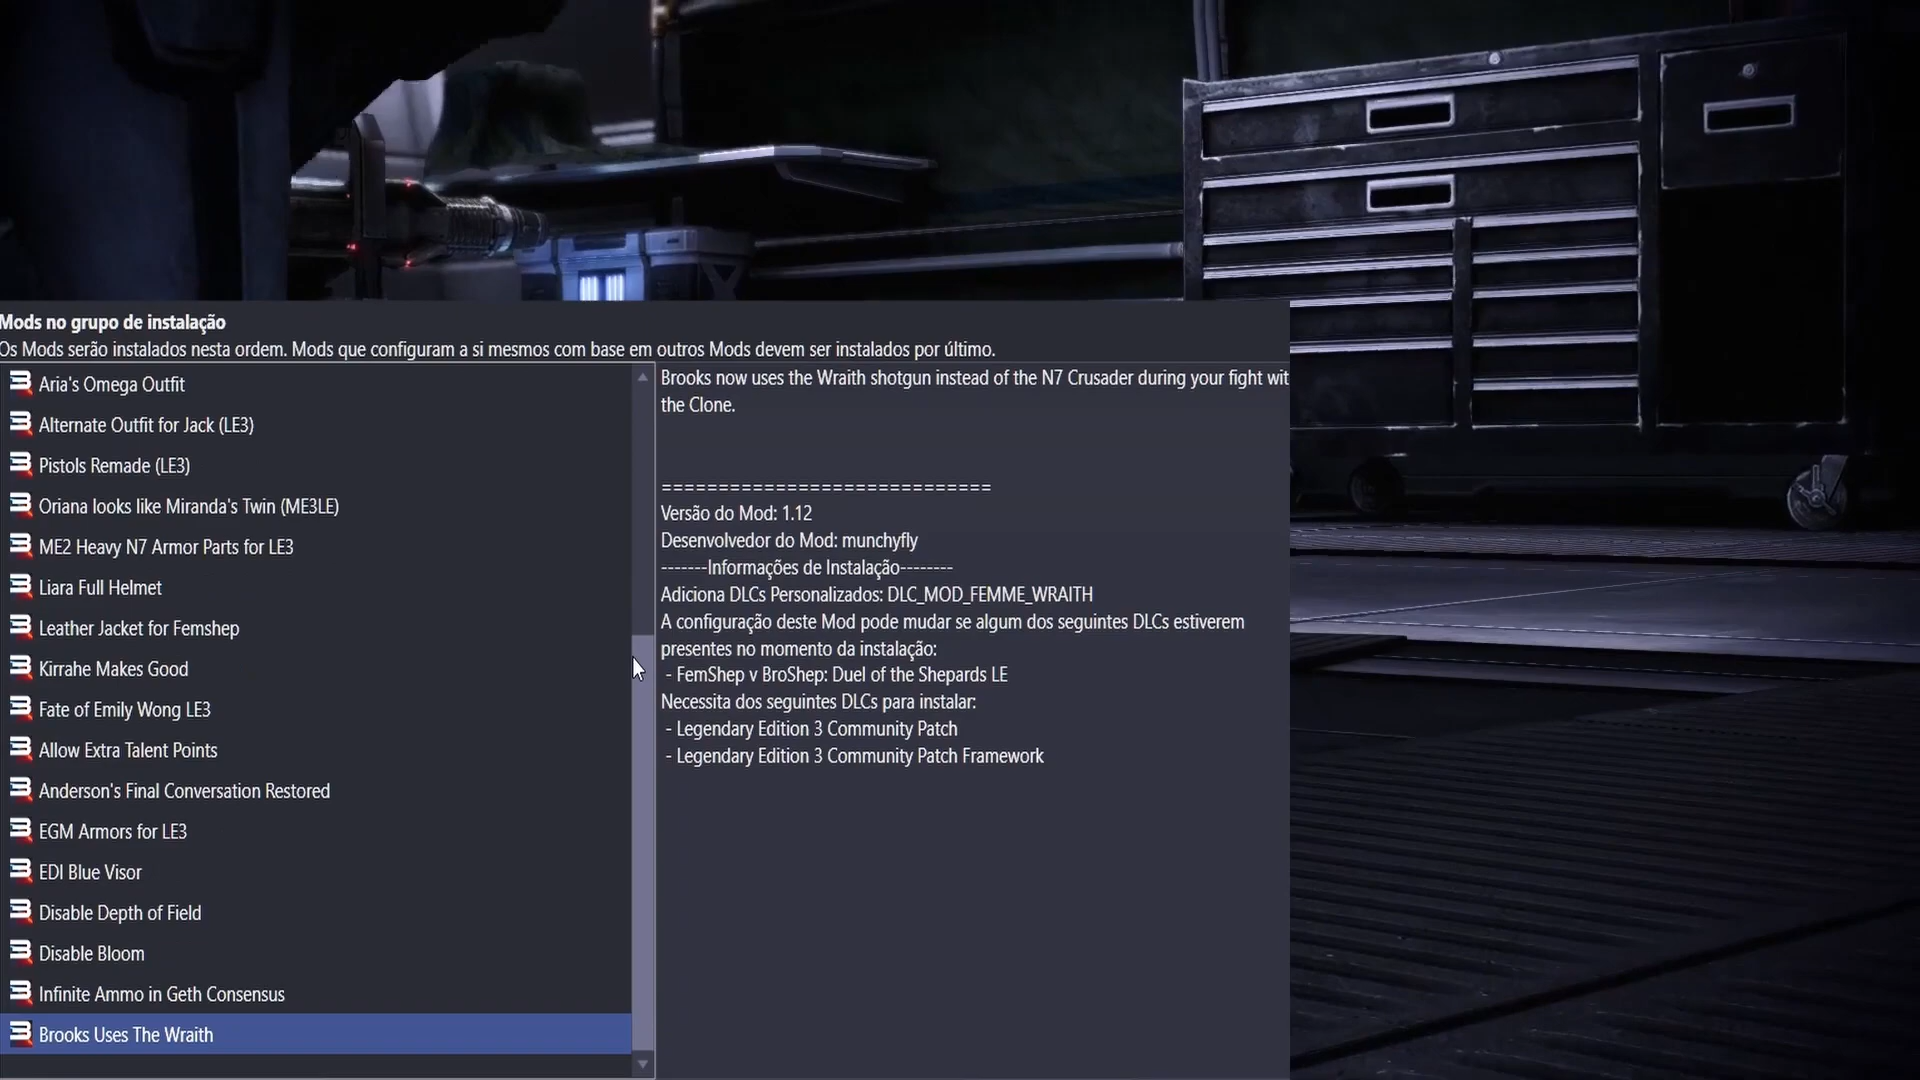 Mods no grupo de instalação
Os Mods serão instalados nesta ordem. Mods que configuram a si mesmos com base em outros Mods devem ser instalados por último.
Aria's Omega Outfit
Alternate Outfit for Jack (LE3)
Pistols Remade (LE3)
Oriana looks like Miranda's Twin (ME3LE)
ME2 Heavy N7 Armor Parts for LE3
Liara Full Helmet
Leather Jacket for Femshep
Kirrahe Makes Good
Fate of Emily Wong LE3
Allow Extra Talent Points
Anderson's Final Conversation Restored
EGM Armors for LE3
EDI Blue Visor
Disable Depth of Field
Disable Bloom
Infinite Ammo in Geth Consensus
Brooks Uses The Wraith
Brooks now uses the Wraith shotgun instead of the N7 Crusader during your fight wit
the Clone.
=============================
Versão do Mod: 1.12
Desenvolvedor do Mod: munchyfly
-------Informações de Instalação--------
Adiciona DLCs Personalizados: DLC_MOD_FEMME_WRAITH
A configuração deste Mod pode mudar se algum dos seguintes DLCs estiverem
presentes no momento da instalação:
- FemShep v BroShep: Duel of the Shepards LE
Necessita dos seguintes DLCs para instalar:
- Legendary Edition 3 Community Patch
- Legendary Edition 3 Community Patch Framework